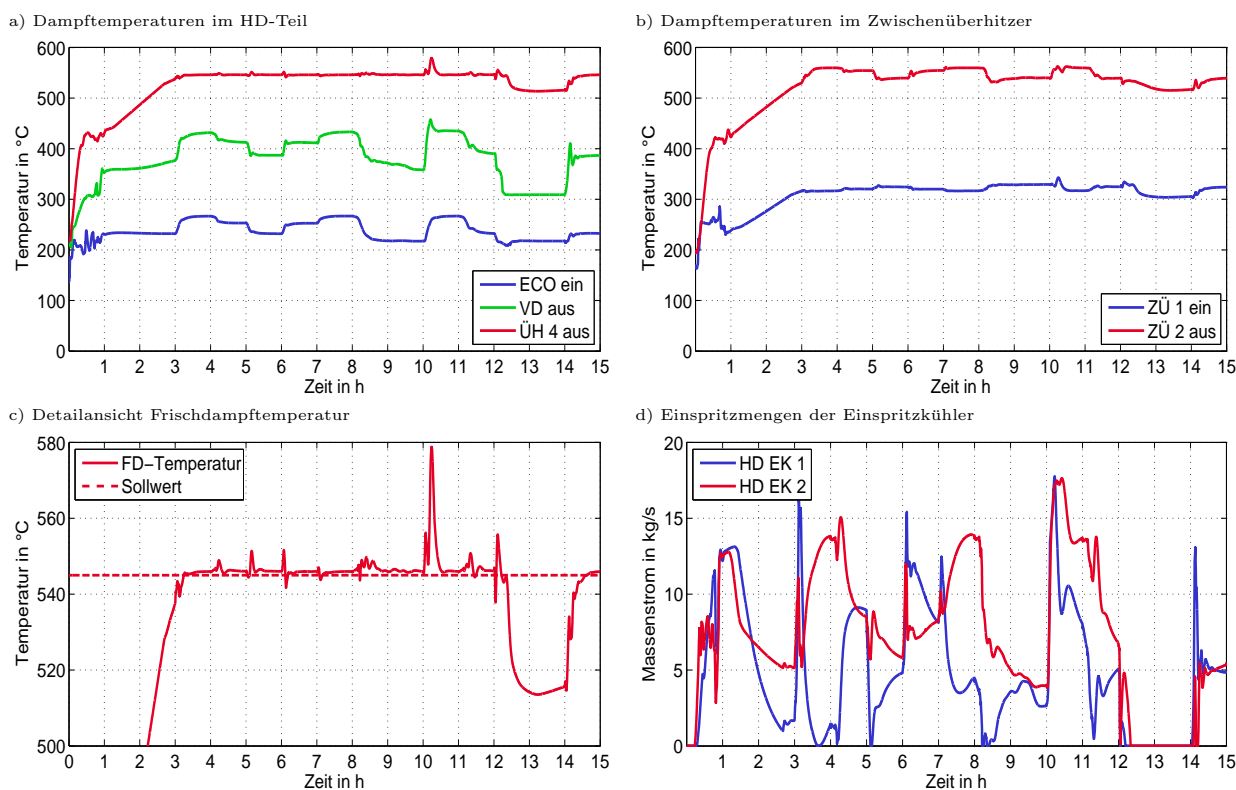 a) Dampftemperaturen im HD-Teil
600
500
400
300
200
100
0
Temperatur in °C
0 1 2 3 4 5 6 7 8 9 10 11 12 13 14 15
Zeit in h
ECO ein
VD aus
ÜH 4 aus
b) Dampftemperaturen im Zwischenüberhitzer
600
500
400
300
200
100
0
Temperatur in °C
1 2 3 4 5 6 7 8 9 10 11 12 13 14 15
Zeit in h
ZÜ 1 ein
ZÜ 2 aus
c) Detailansicht Frischdampftemperatur
580
560
540
520
500
Temperatur in °C
0 1 2 3 4 5 6 7 8 9 10 11 12 13 14 15
Zeit in h
FD−Temperatur
Sollwert
d) Einspritzmengen der Einspritzkühler
20
15
10
5
0
Massenstrom in kg/s
1 2 3 4 5 6 7 8 9 10 11 12 13 14 15
Zeit in h
HD EK 1
HD EK 2